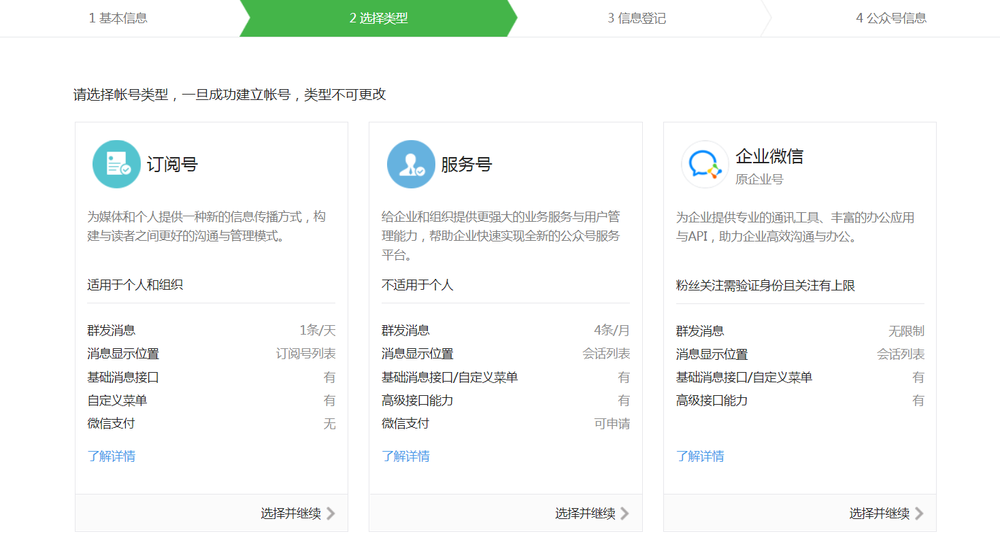 1 基本信息
2 选择类型
3 信息登记
4 公众号信息
请选择帐号类型，一旦成功建立帐号，类型不可更改
订阅号
为媒体和个人提供一种新的信息传播方式，构
建与读者之间更好的沟通与管理模式。
适用于个人和组织
群发消息 1条/天
消息显示位置 订阅号列表
基础消息接口 有
自定义菜单 有
微信支付 无
了解详情
选择并继续
服务号
给企业和组织提供更强大的业务服务与用户管
理能力，帮助企业快速实现全新的公众号服务
平台。
不适用于个人
群发消息 4条/月
消息显示位置 会话列表
基础消息接口/自定义菜单 有
高级接口能力 有
微信支付 可申请
了解详情
选择并继续
企业微信
原企业号
为企业提供专业的通讯工具、丰富的办公应用
与API，助力企业高效沟通与办公。
粉丝关注需验证身份且关注有上限
群发消息 无限制
消息显示位置 会话列表
基础消息接口/自定义菜单 有
高级接口能力 有
了解详情
选择并继续